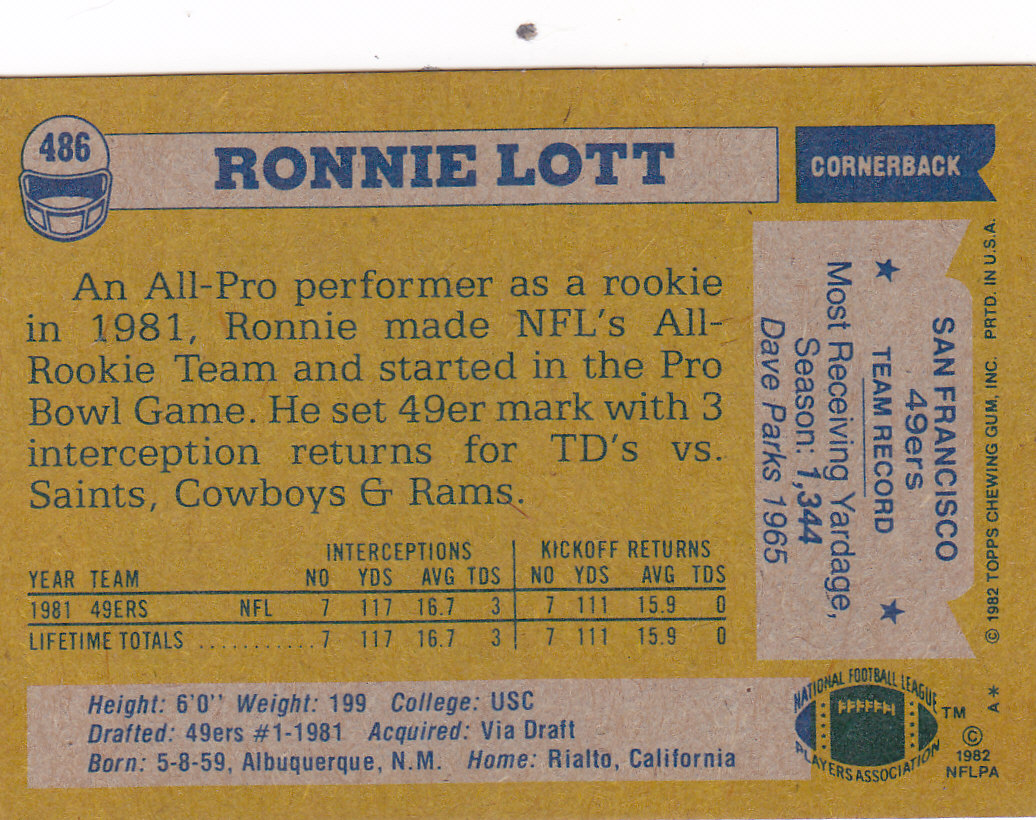 486
RONNIE LOTT
CORNERBACK
An All-Pro performer as a rookie
in 1981, Ronnie made NFL's All-
Rookie Team and started in the Pro
Bowl Game. He set 49er mark with 3
interception returns for TD's vs.
Saints, Cowboys & Rams.
INTERCEPTIONS KICKOFF RETURNS
YEAR TEAM NO YDS AVG TDS NO YDS AVG TDS
1981 49ERS NFL 7 117 16.7 3 7 111 15.9 0
LIFETIME TOTALS ............ 7 117 16.7 3 7 111 15.9 0
Height: 6'0" Weight: 199 College: USC
Drafted: 49ers #1-1981 Acquired: Via Draft
Born: 5-8-59, Albuquerque, N.M. Home: Rialto, California
SAN FRANCISCO
49ers
★ TEAM RECORD ★
Most Receiving Yardage,
Season: 1,344
Dave Parks 1965
© 1982 TOPPS CHEWING GUM, INC. PRTD. IN U.S.A.
A*
NATIONAL FOOTBALL LEAGUE
PLAYERS ASSOCIATION
TM
©
1982
NFLPA